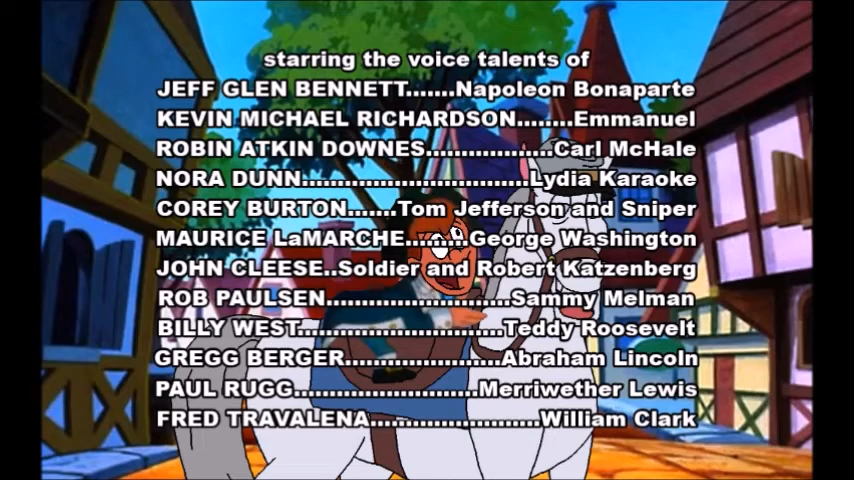 starring the voice talents of
JEFF GLEN BENNETT.......Napoleon Bonaparte
KEVIN MICHAEL RICHARDSON........Emmanuel
ROBIN ATKIN DOWNES..................Carl McHale
NORA DUNN................................Lydia Karaoke
COREY BURTON.......Tom Jefferson and Sniper
MAURICE LaMARCHE.........George Washington
JOHN CLEESE..Soldier and Robert Katzenberg
ROB PAULSEN..........................Sammy Melman
BILLY WEST............................Teddy Roosevelt
GREGG BERGER......................Abraham Lincoln
PAUL RUGG..........................Merriwether Lewis
FRED TRAVALENA........................William Clark